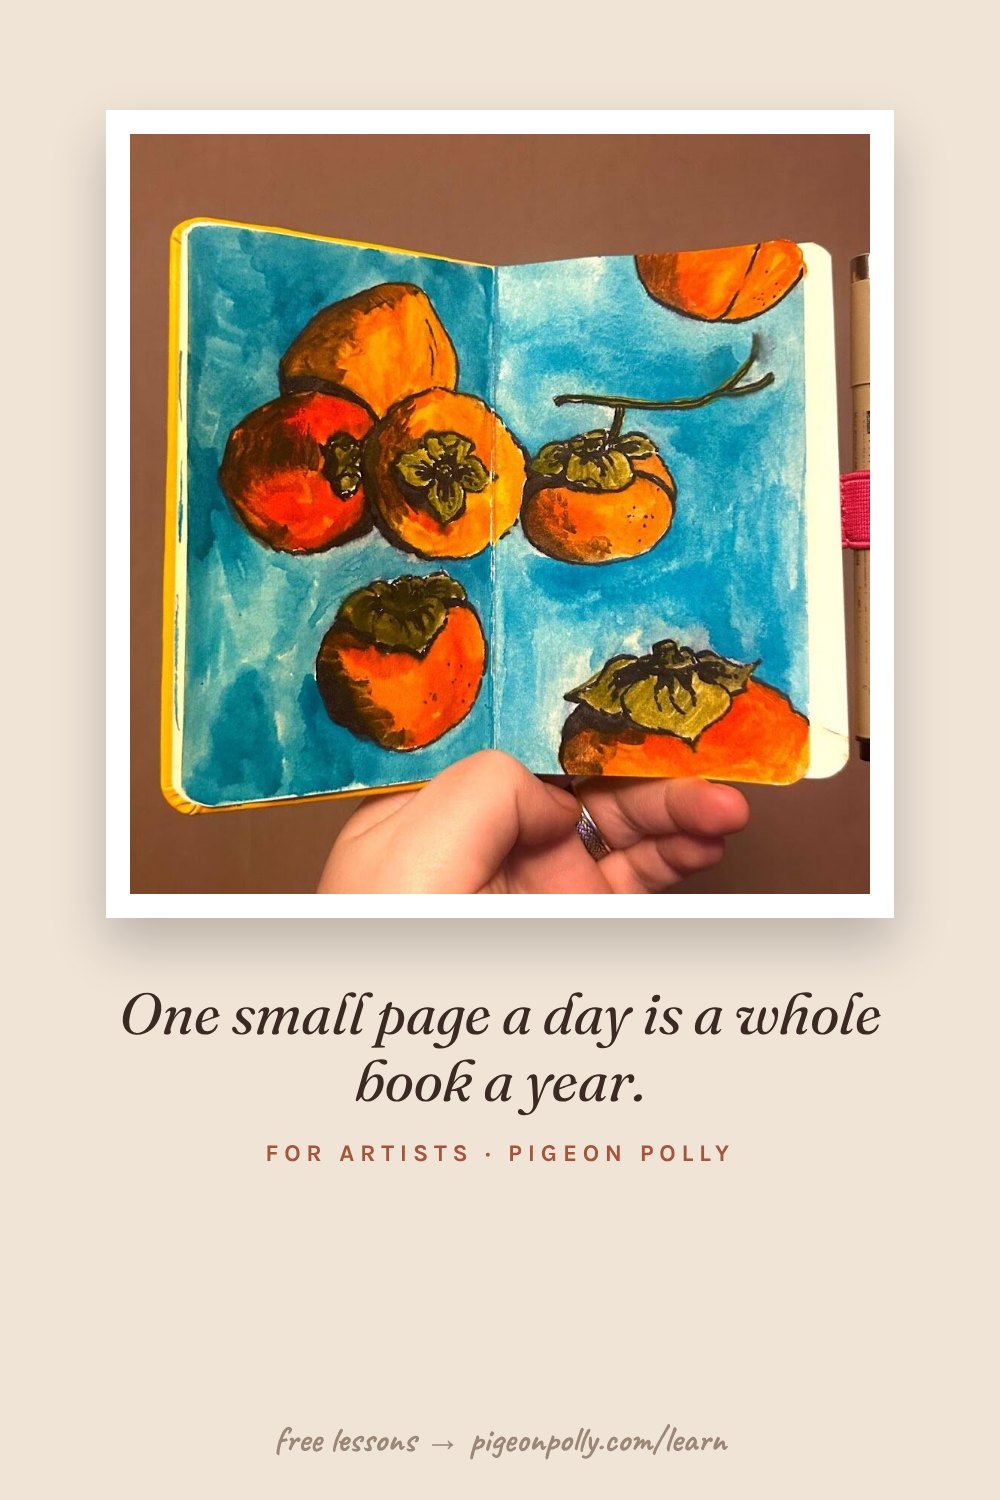 One small page a day is a whole
book a year.
FOR ARTISTS · PIGEON POLLY
free lessons → pigeonpolly.com/learn